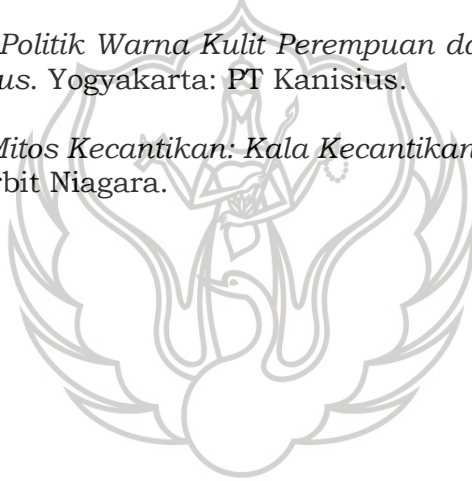 Politik Warna Kulit Perempuan da
us. Yogyakarta: PT Kanisius.
Mitos Kecantikan: Kala Kecantikan
rbit Niagara.